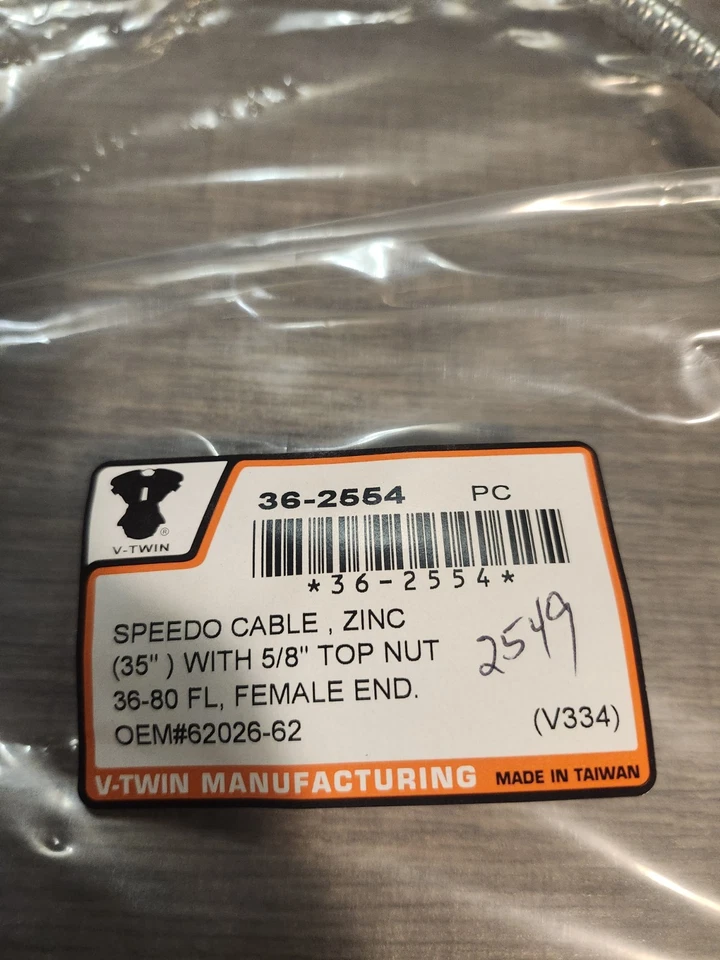 36-2554 PC
®
V-TWIN
*36-2554*
SPEEDO CABLE , ZINC
(35" ) WITH 5/8" TOP NUT
36-80 FL, FEMALE END.
OEM#62026-62
2549
(V334)
V-TWIN MANUFACTURING MADE IN TAIWAN